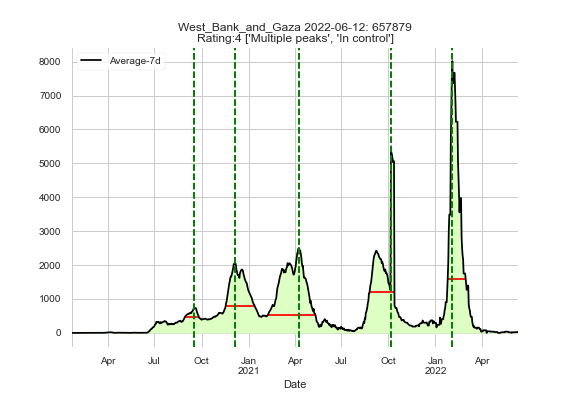 West_Bank_and_Gaza 2022-06-12: 657879
Rating:4 ['Multiple peaks', 'In control']
Average-7d
8000
7000
6000
5000
4000
3000
2000
1000
0
Apr Jul Oct Jan Apr Jul Oct Jan Apr
2021 2022
Date